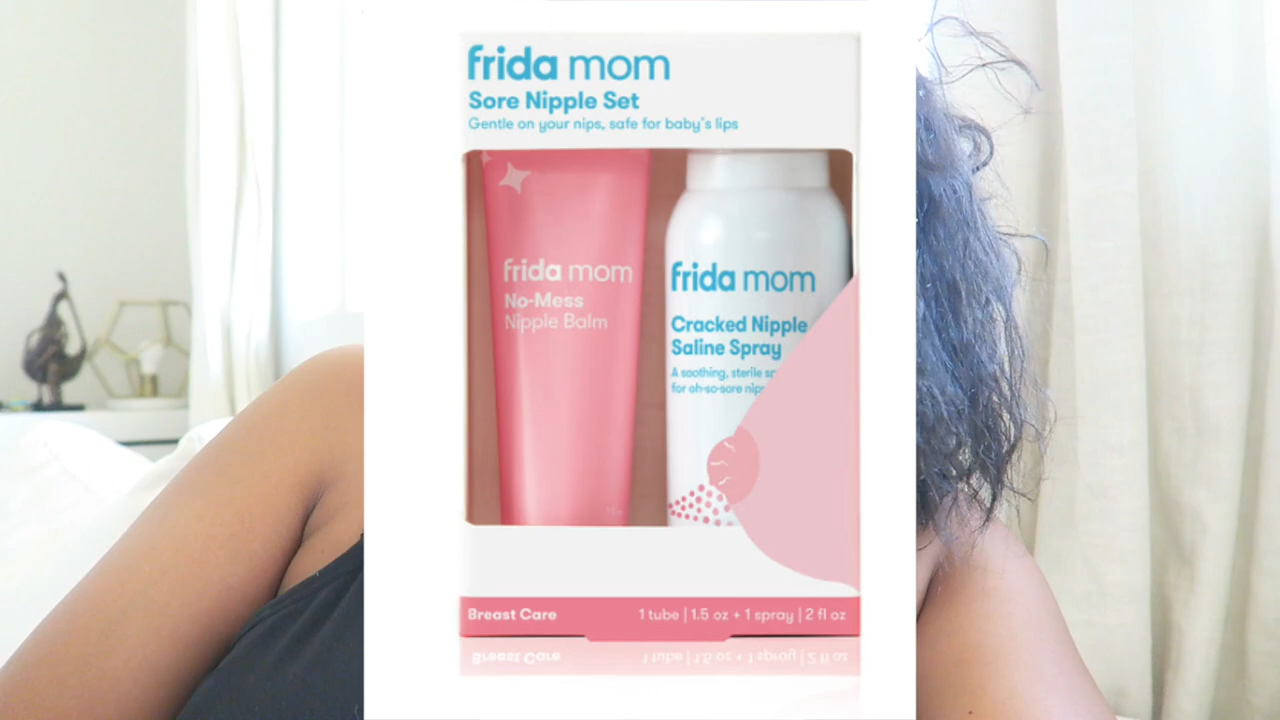 frida mom
Sore Nipple Set
Gentle on your nips, safe for baby's lips
frida mom
No-Mess
Nipple Balm
frida mom
Cracked Nipple
Saline Spray
A soothing, sterile
for oh-so-sore nips
Breast Care
1 tube | 1.5 oz + 1 spray | 2 fl oz